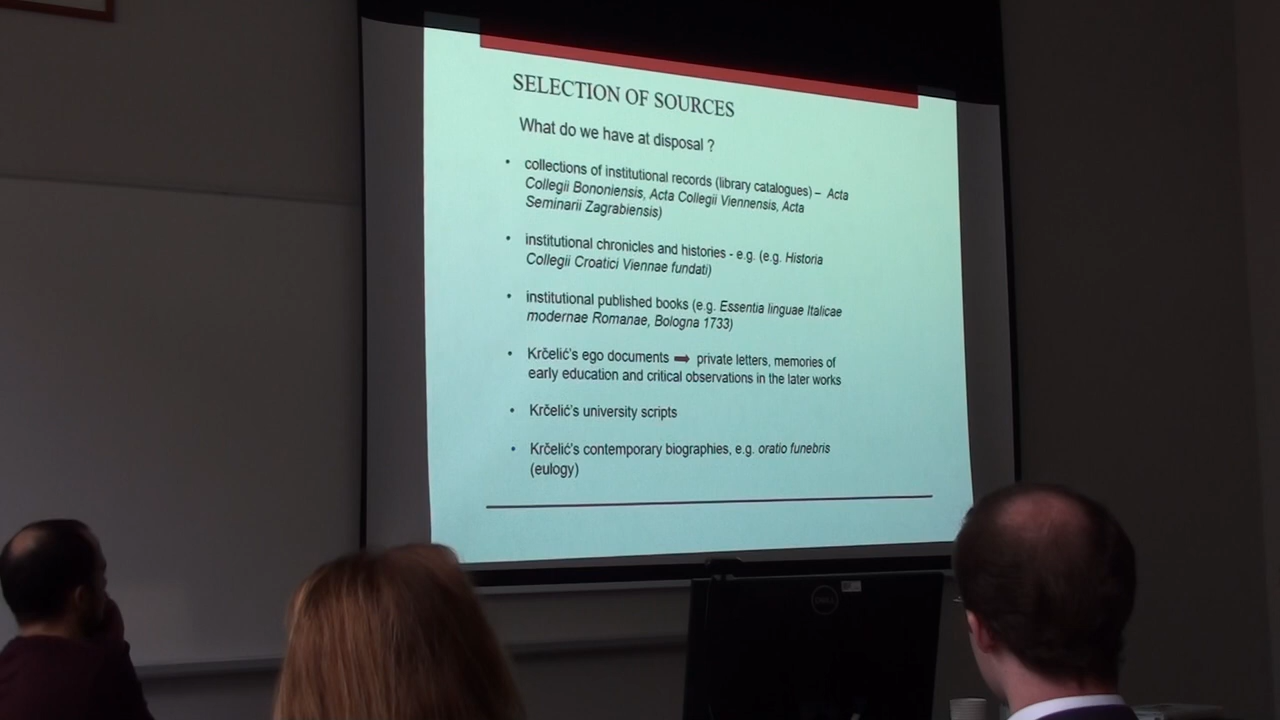 SELECTION OF SOURCES
What do we have at disposal ?
• collections of institutional records (library catalogues) – Acta
Collegii Bononiensis, Acta Collegii Viennensis, Acta
Seminarii Zagrabiensis)
• institutional chronicles and histories - e.g. (e.g. Historia
Collegii Croatici Viennae fundati)
• institutional published books (e.g. Essentia linguae Italicae
modernae Romanae, Bologna 1733)
• Krčelić's ego documents ➡ private letters, memories of
early education and critical observations in the later works
• Krčelić's university scripts
• Krčelić's contemporary biographies, e.g. oratio funebris
(eulogy)
DELL